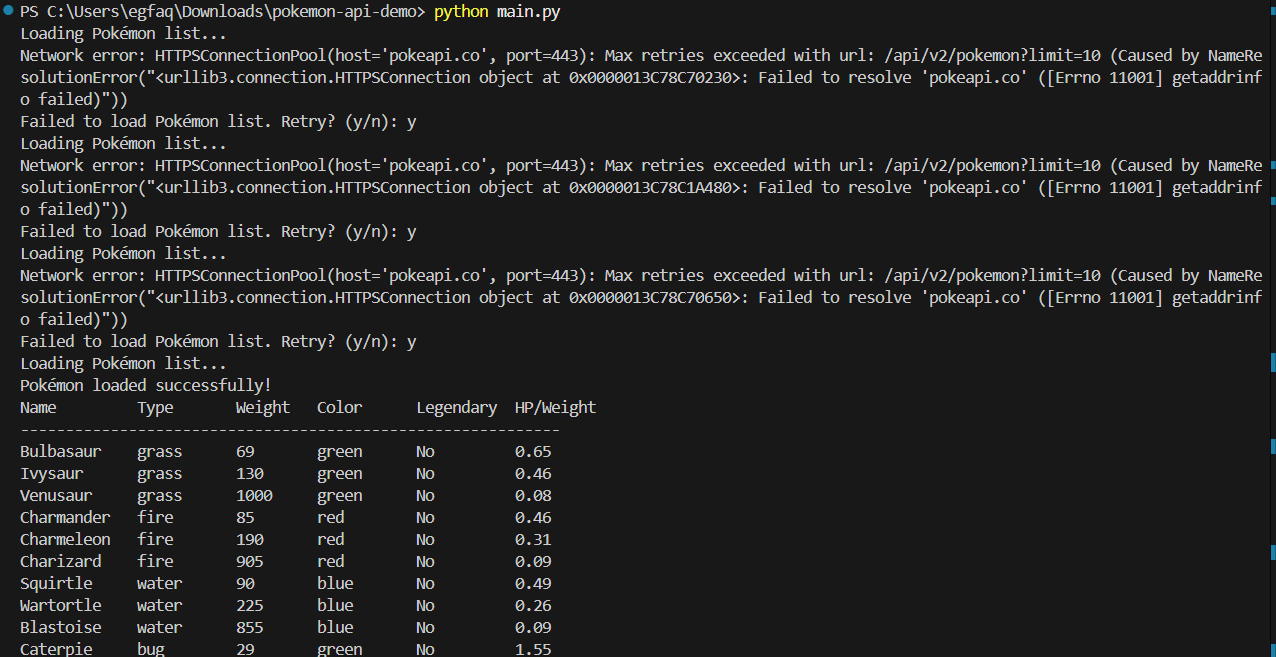 PS C:\Users\egfaq\Downloads\pokemon-api-demo> python main.py
Loading Pokémon list...
Network error: HTTPSConnectionPool(host='pokeapi.co', port=443): Max retries exceeded with url: /api/v2/pokemon?limit=10 (Caused by NameRe
solutionError("<urllib3.connection.HTTPSConnection object at 0x0000013C78C70230>: Failed to resolve 'pokeapi.co' ([Errno 11001] getaddrinf
o failed)"))
Failed to load Pokémon list. Retry? (y/n): y
Loading Pokémon list...
Network error: HTTPSConnectionPool(host='pokeapi.co', port=443): Max retries exceeded with url: /api/v2/pokemon?limit=10 (Caused by NameRe
solutionError("<urllib3.connection.HTTPSConnection object at 0x0000013C78C1A480>: Failed to resolve 'pokeapi.co' ([Errno 11001] getaddrinf
o failed)"))
Failed to load Pokémon list. Retry? (y/n): y
Loading Pokémon list...
Network error: HTTPSConnectionPool(host='pokeapi.co', port=443): Max retries exceeded with url: /api/v2/pokemon?limit=10 (Caused by NameRe
solutionError("<urllib3.connection.HTTPSConnection object at 0x0000013C78C70650>: Failed to resolve 'pokeapi.co' ([Errno 11001] getaddrinf
o failed)"))
Failed to load Pokémon list. Retry? (y/n): y
Loading Pokémon list...
Pokémon loaded successfully!
Name         Type       Weight   Color      Legendary  HP/Weight
------------------------------------------------------------
Bulbasaur    grass      69       green      No         0.65
Ivysaur      grass      130      green      No         0.46
Venusaur     grass      1000     green      No         0.08
Charmander   fire       85       red        No         0.46
Charmeleon   fire       190      red        No         0.31
Charizard    fire       905      red        No         0.09
Squirtle     water      90       blue       No         0.49
Wartortle    water      225      blue       No         0.26
Blastoise    water      855      blue       No         0.09
Caterpie     bug        29       green      No         1.55